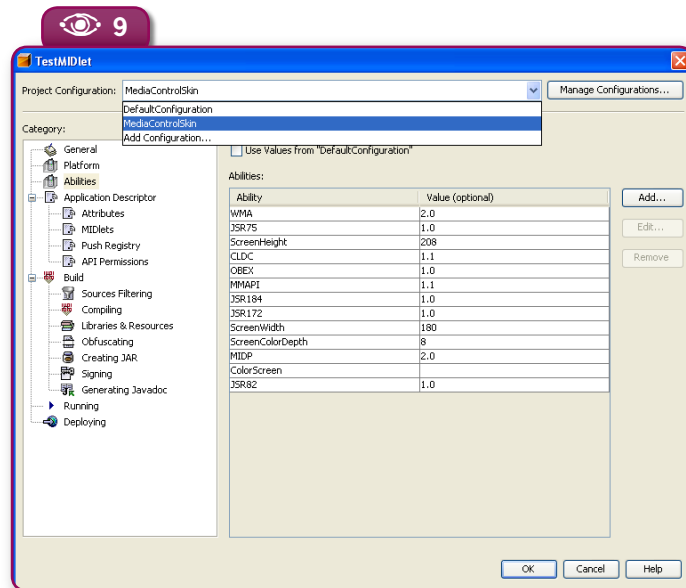 9
TestMIDlet
Project Configuration: MediaControlSkin Manage Configurations...
DefaultConfiguration
MediaControlSkin
Add Configuration...
Category:
General
Platform
Abilities
Application Descriptor
Attributes
MIDlets
Push Registry
API Permissions
Build
Sources Filtering
Compiling
Libraries & Resources
Obfuscating
Creating JAR
Signing
Generating Javadoc
Running
Deploying
Use Values from "DefaultConfiguration"
Abilities:
Ability Value (optional)
WMA 2.0
JSR75 1.0
ScreenHeight 208
CLDC 1.1
OBEX 1.0
MMAPI 1.1
JSR184 1.0
JSR172 1.0
ScreenWidth 180
ScreenColorDepth 8
MIDP 2.0
ColorScreen
JSR82 1.0
Add...
Edit...
Remove
OK Cancel Help